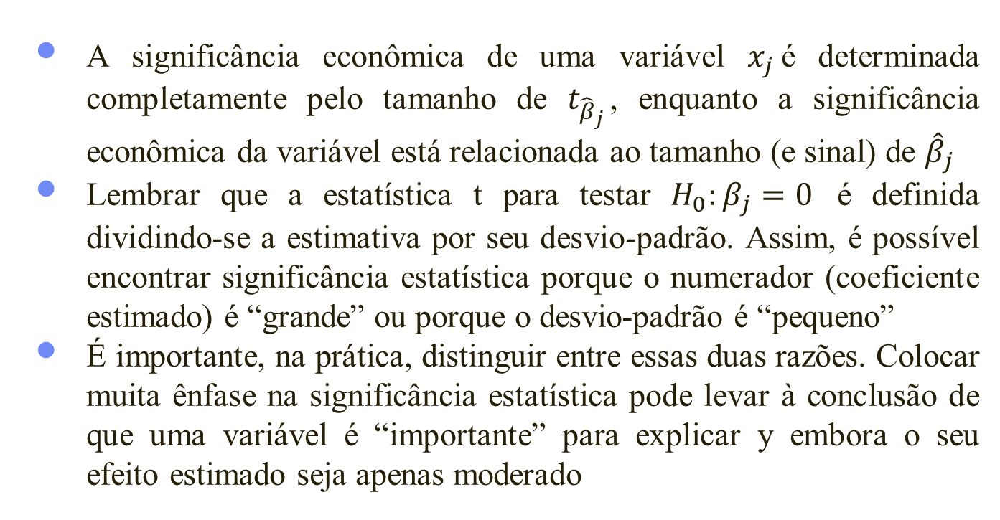 • A significância econômica de uma variável $x_j$ é determinada
completamente pelo tamanho de $t_{\hat{\beta}_j}$, enquanto a significância
econômica da variável está relacionada ao tamanho (e sinal) de $\hat{\beta}_j$
• Lembrar que a estatística t para testar $H_0: \beta_j = 0$ é definida
dividindo-se a estimativa por seu desvio-padrão. Assim, é possível
encontrar significância estatística porque o numerador (coeficiente
estimado) é “grande” ou porque o desvio-padrão é “pequeno”
• É importante, na prática, distinguir entre essas duas razões. Colocar
muita ênfase na significância estatística pode levar à conclusão de
que uma variável é “importante” para explicar y embora o seu
efeito estimado seja apenas moderado